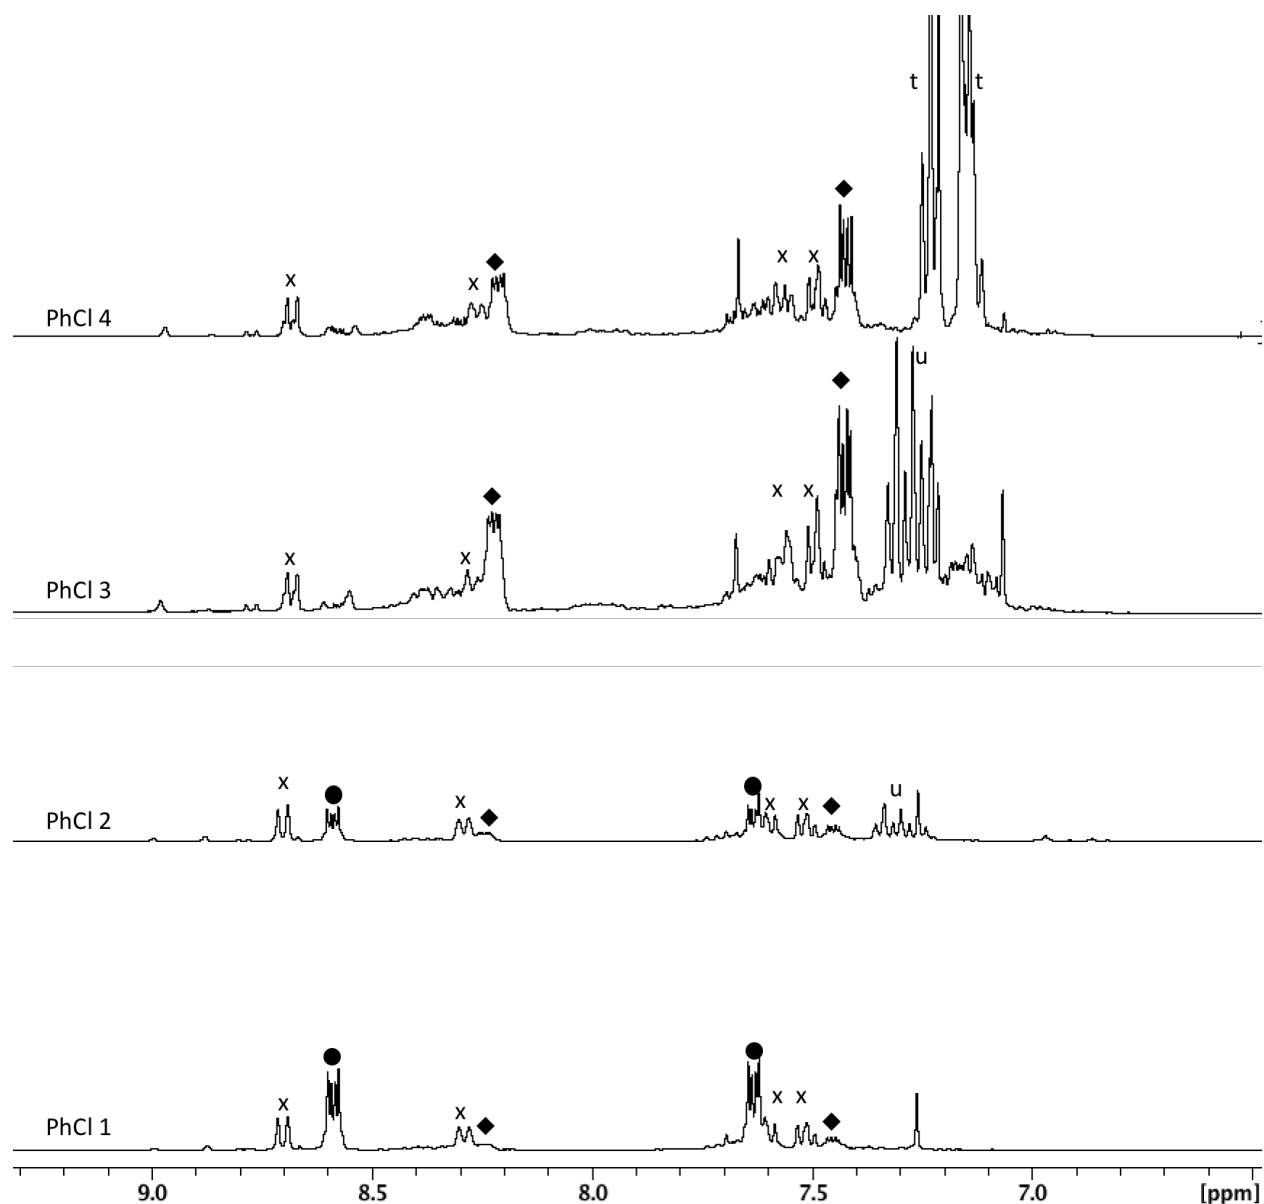 t t
◆
x x
◆
x x
PhCl 4
u
◆
◆
x x
x x
PhCl 3
x
● ●
u
x x x
◆ ◆
PhCl 2
● ●
x x x x
◆ ◆
PhCl 1
9.0 8.5 8.0 7.5 7.0 [ppm]